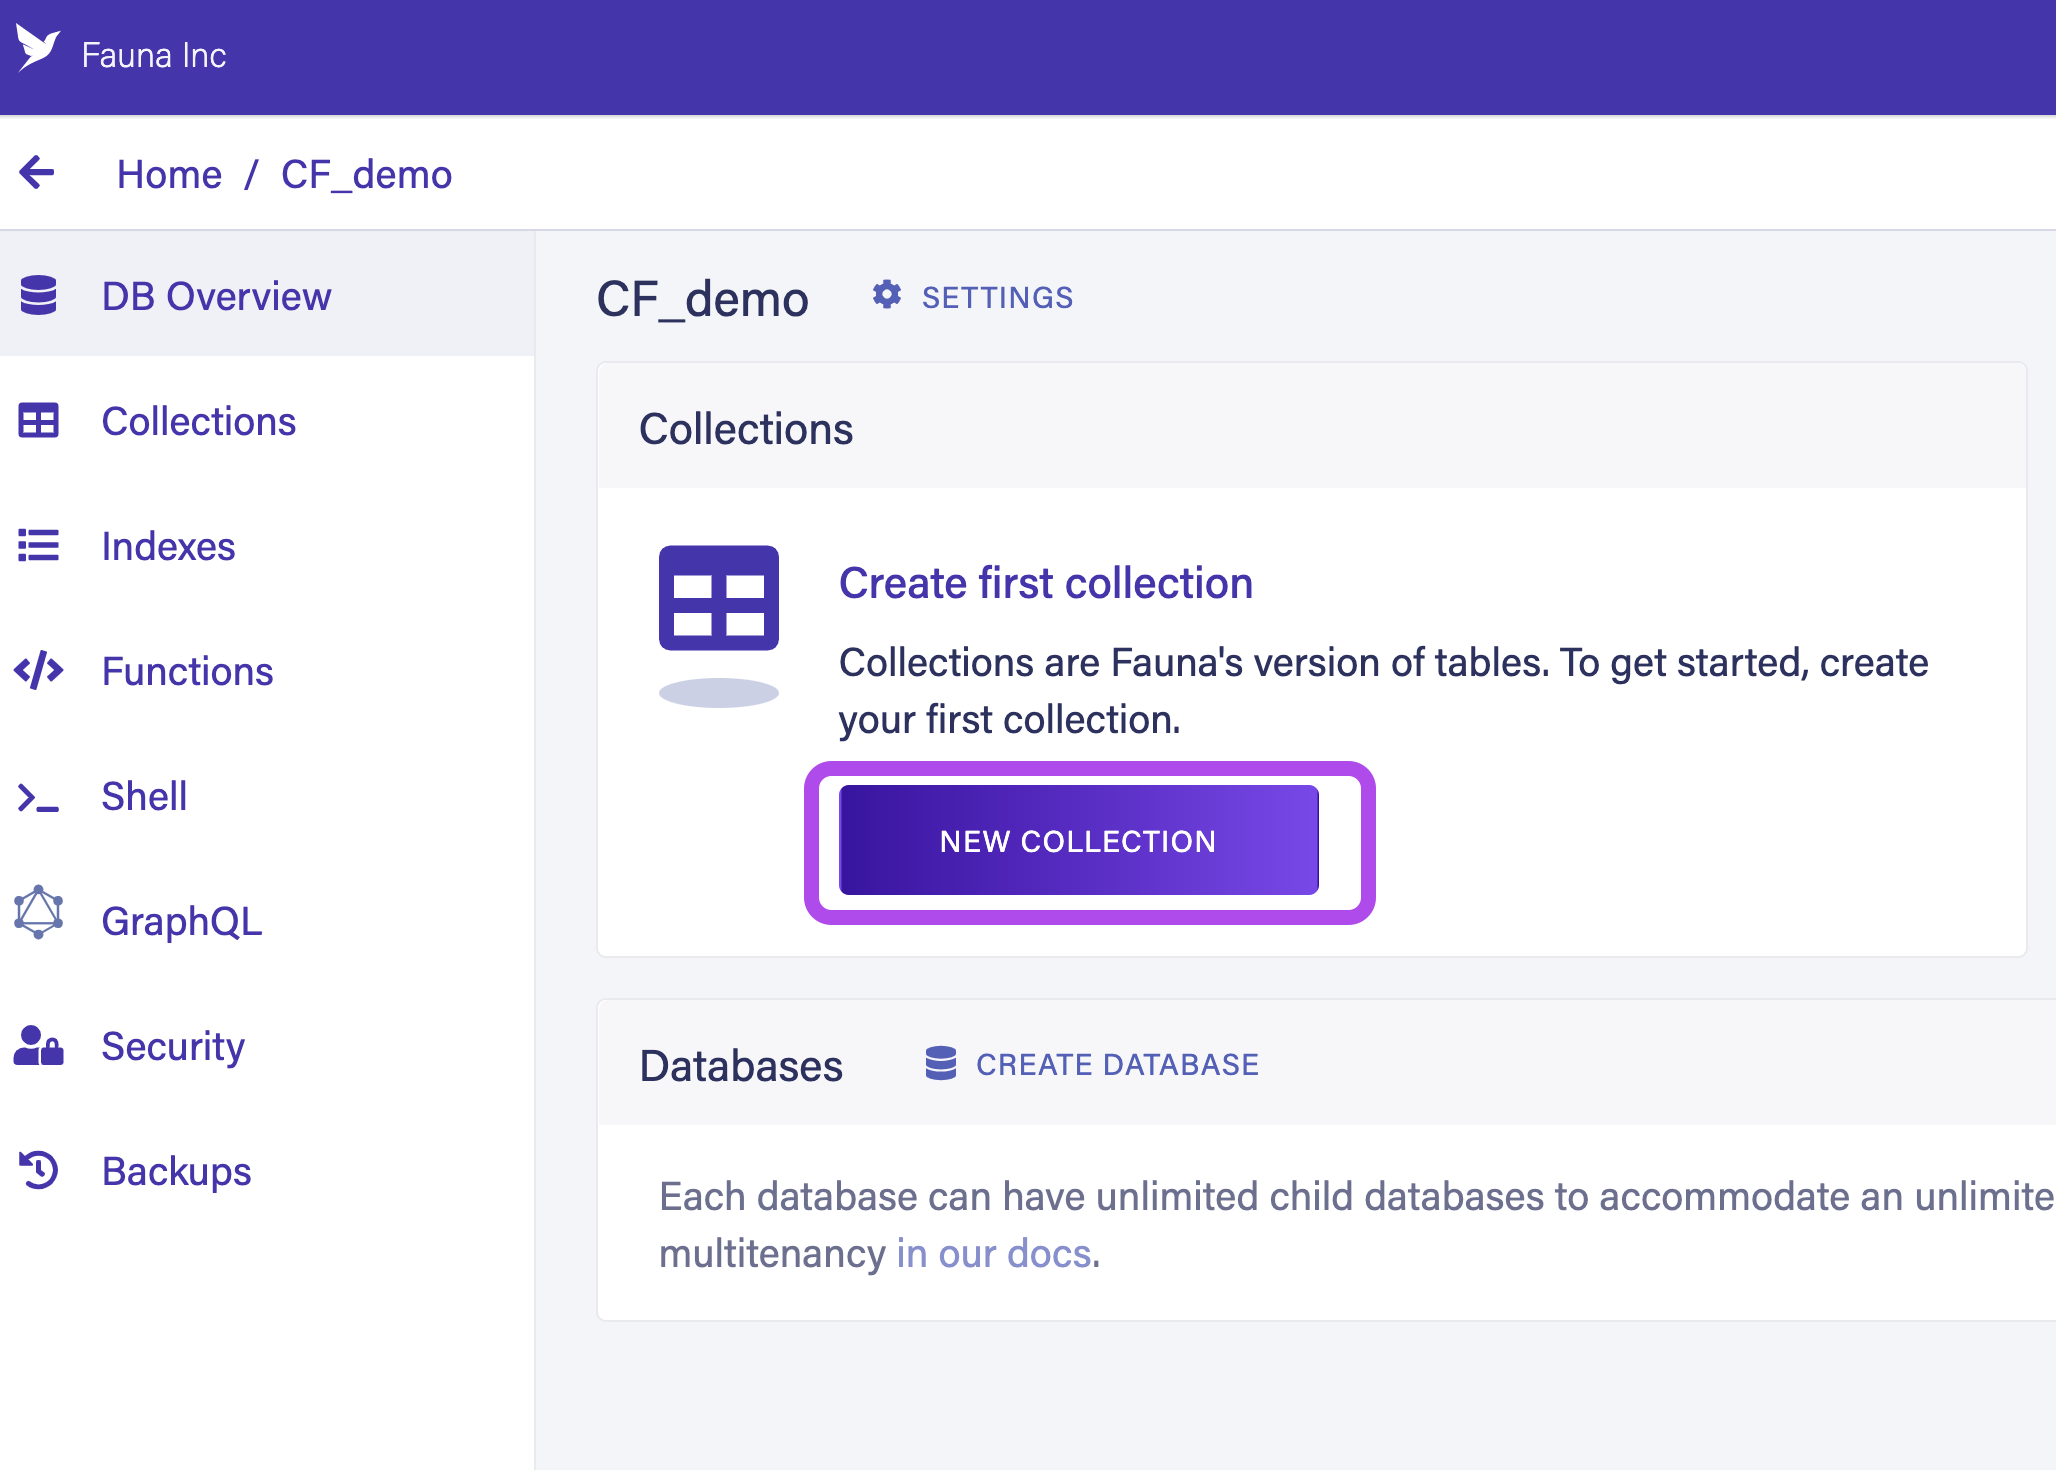 Fauna Inc
Home / CF_demo
DB Overview
Collections
Indexes
Functions
Shell
GraphQL
Security
Backups
CF_demo
SETTINGS
Collections
Create first collection
Collections are Fauna's version of tables. To get started, create
your first collection.
NEW COLLECTION
Databases
CREATE DATABASE
Each database can have unlimited child databases to accommodate an unlimite
multitenancy in our docs.